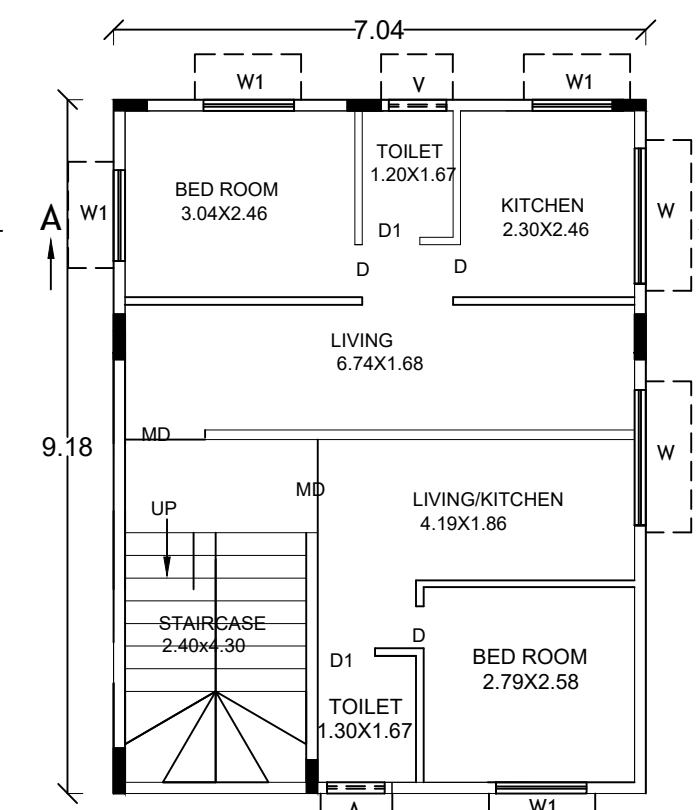 7.04
W1
V
W1
TOILET
1.20X1.67
BED ROOM
3.04X2.46
KITCHEN
2.30X2.46
W1
A
W
D1
D
D
LIVING
6.74X1.68
9.18
MD
W
MD
LIVING/KITCHEN
4.19X1.86
UP
STAIRCASE
2.40x4.30
D
D1
BED ROOM
2.79X2.58
TOILET
1.30X1.67
W1